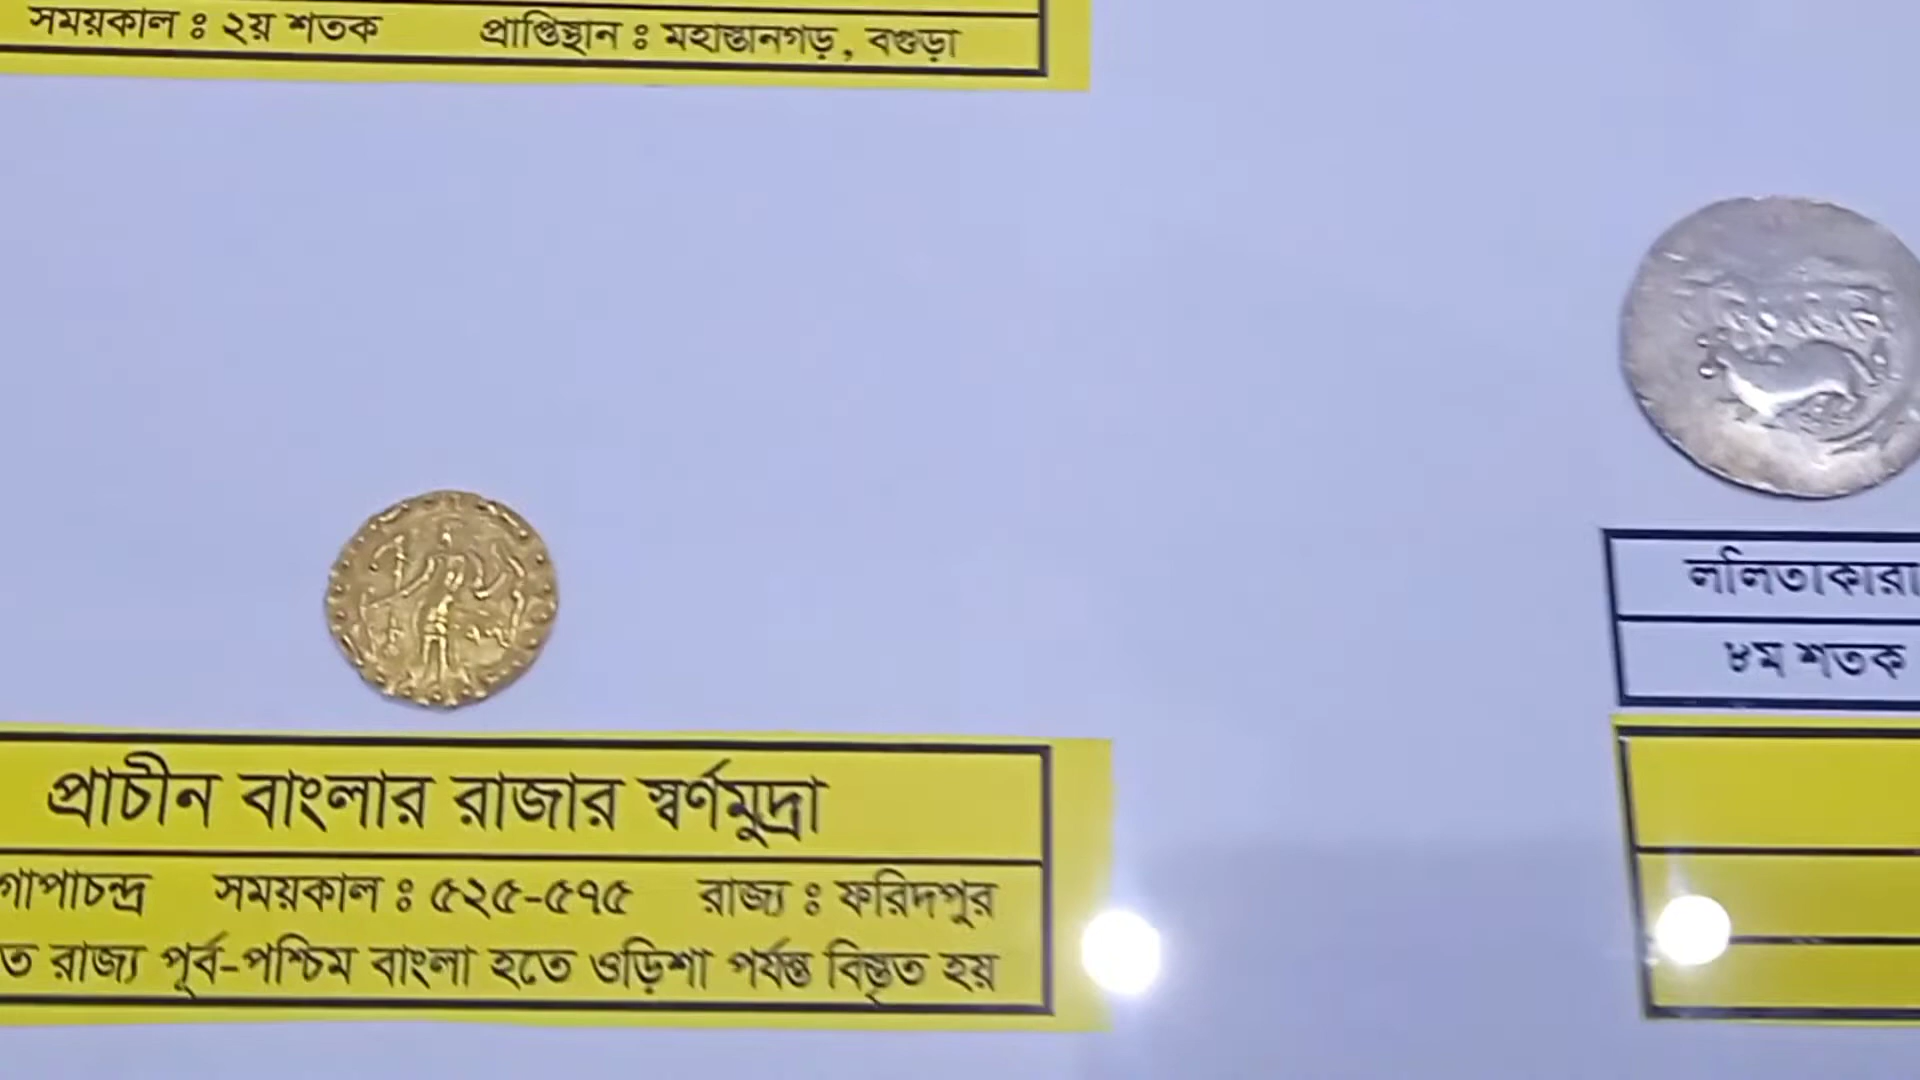 সময়কাল ঃ ২য় শতক প্রাপ্তিস্থান ঃ মহাস্তানগড়, বগুড়া
ললিতাকারা
৮ম শতক
প্রাচীন বাংলার রাজার স্বর্ণমুদ্রা
গোপাচন্দ্র সময়কাল ঃ ৫২৫-৫৭৫ রাজ্য ঃ ফরিদপুর
ত রাজ্য পূর্ব-পশ্চিম বাংলা হতে ওড়িশা পর্যন্ত বিস্তৃত হয়